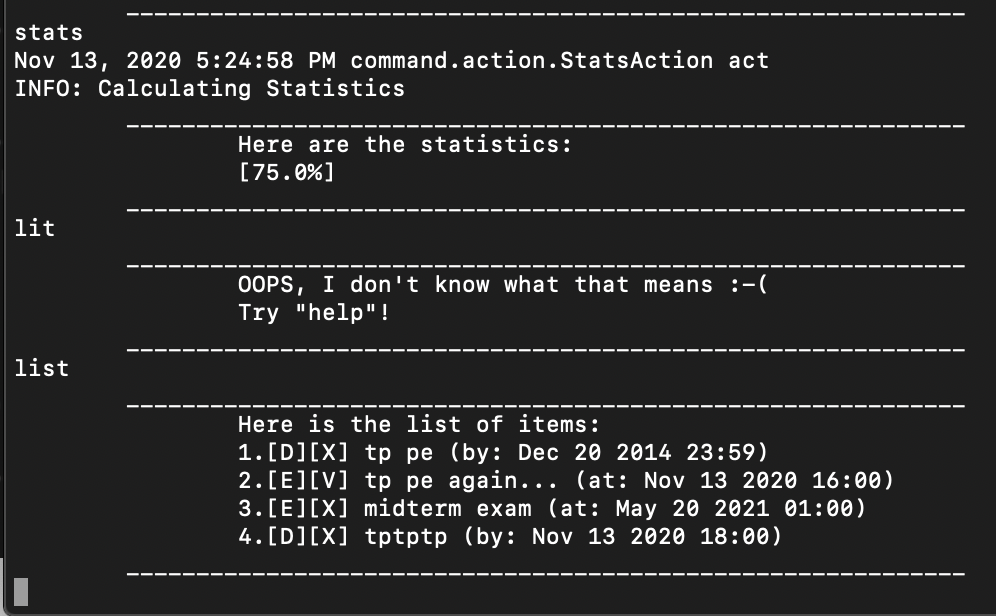 ____________________________________________________________
stats
Nov 13, 2020 5:24:58 PM command.action.StatsAction act
INFO: Calculating Statistics
____________________________________________________________
Here are the statistics:
[75.0%]
____________________________________________________________
lit
____________________________________________________________
OOPS, I don't know what that means :-(
Try "help"!
____________________________________________________________
list
____________________________________________________________
Here is the list of items:
1.[D][X] tp pe (by: Dec 20 2014 23:59)
2.[E][V] tp pe again... (at: Nov 13 2020 16:00)
3.[E][X] midterm exam (at: May 20 2021 01:00)
4.[D][X] tptptp (by: Nov 13 2020 18:00)
____________________________________________________________